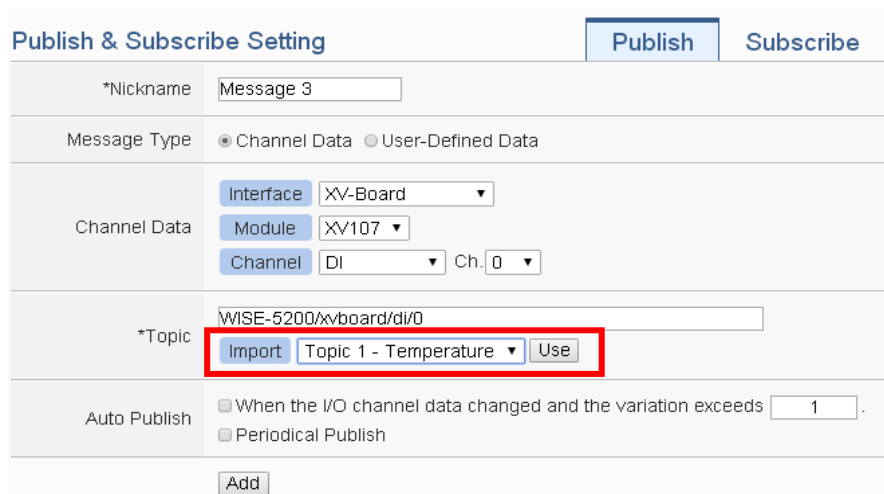 Publish & Subscribe Setting Publish Subscribe
*Nickname Message 3
Message Type Channel Data User-Defined Data
Interface XV-Board
Channel Data Module XV107
Channel DI Ch. 0
WISE-5200/xvboard/di/0
*Topic
Import Topic 1 - Temperature Use
When the I/O channel data changed and the variation exceeds 1 .
Auto Publish
Periodical Publish
Add